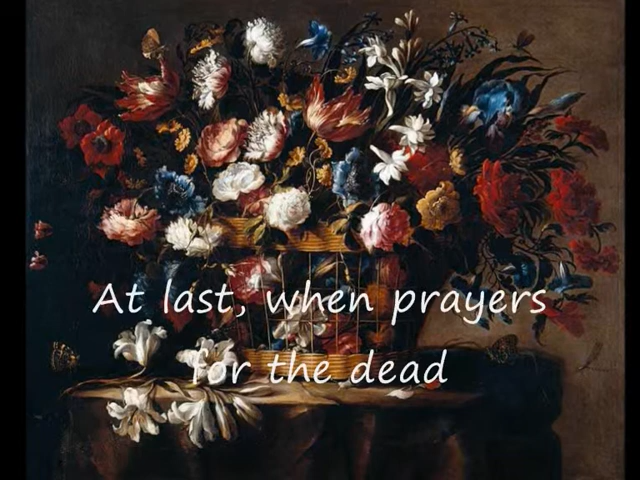 At last, when prayers
for the dead